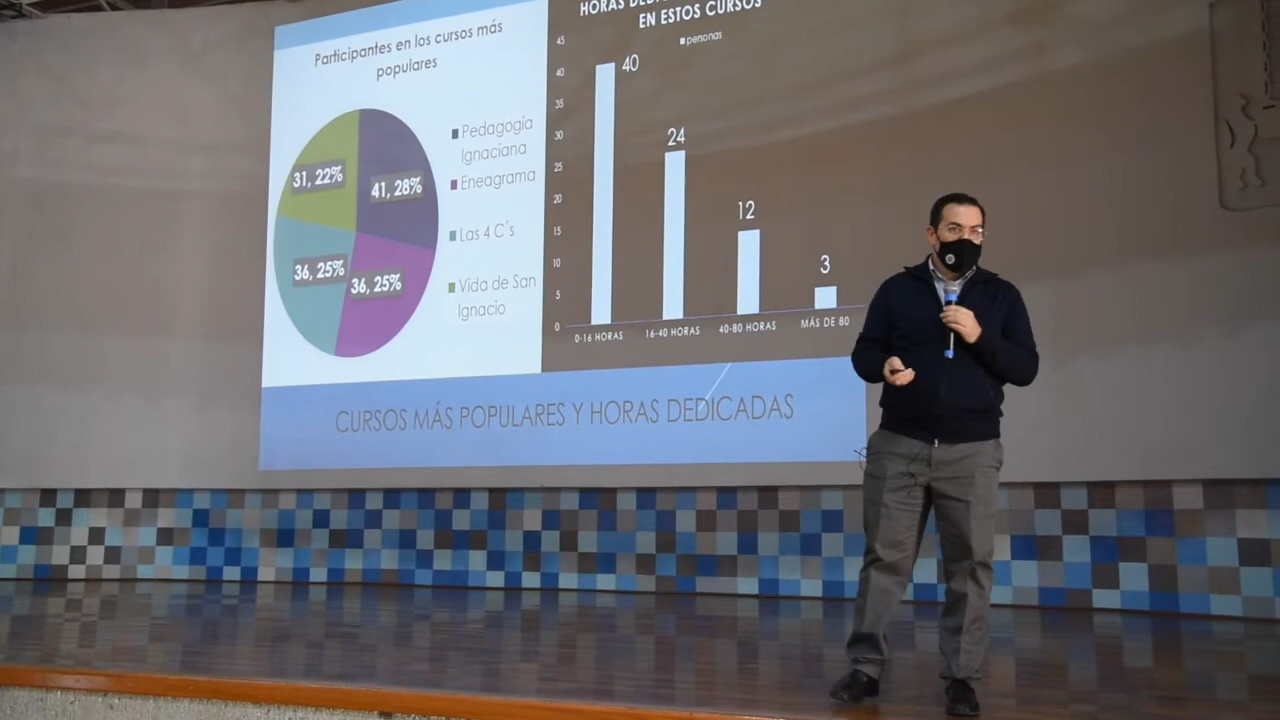 Participantes en los cursos más
populares
31, 22%
41, 28%
36, 25%
36, 25%
Pedagogía
Ignaciana
Eneagrama
Las 4 C´s
Vida de San
Ignacio
HORAS
EN ESTOS CURSOS
personas
45
40
35
30
25
20
15
10
5
0
40
24
12
3
0-16 HORAS
16-40 HORAS
40-80 HORAS
MÁS DE 80
CURSOS MÁS POPULARES Y HORAS DEDICADAS